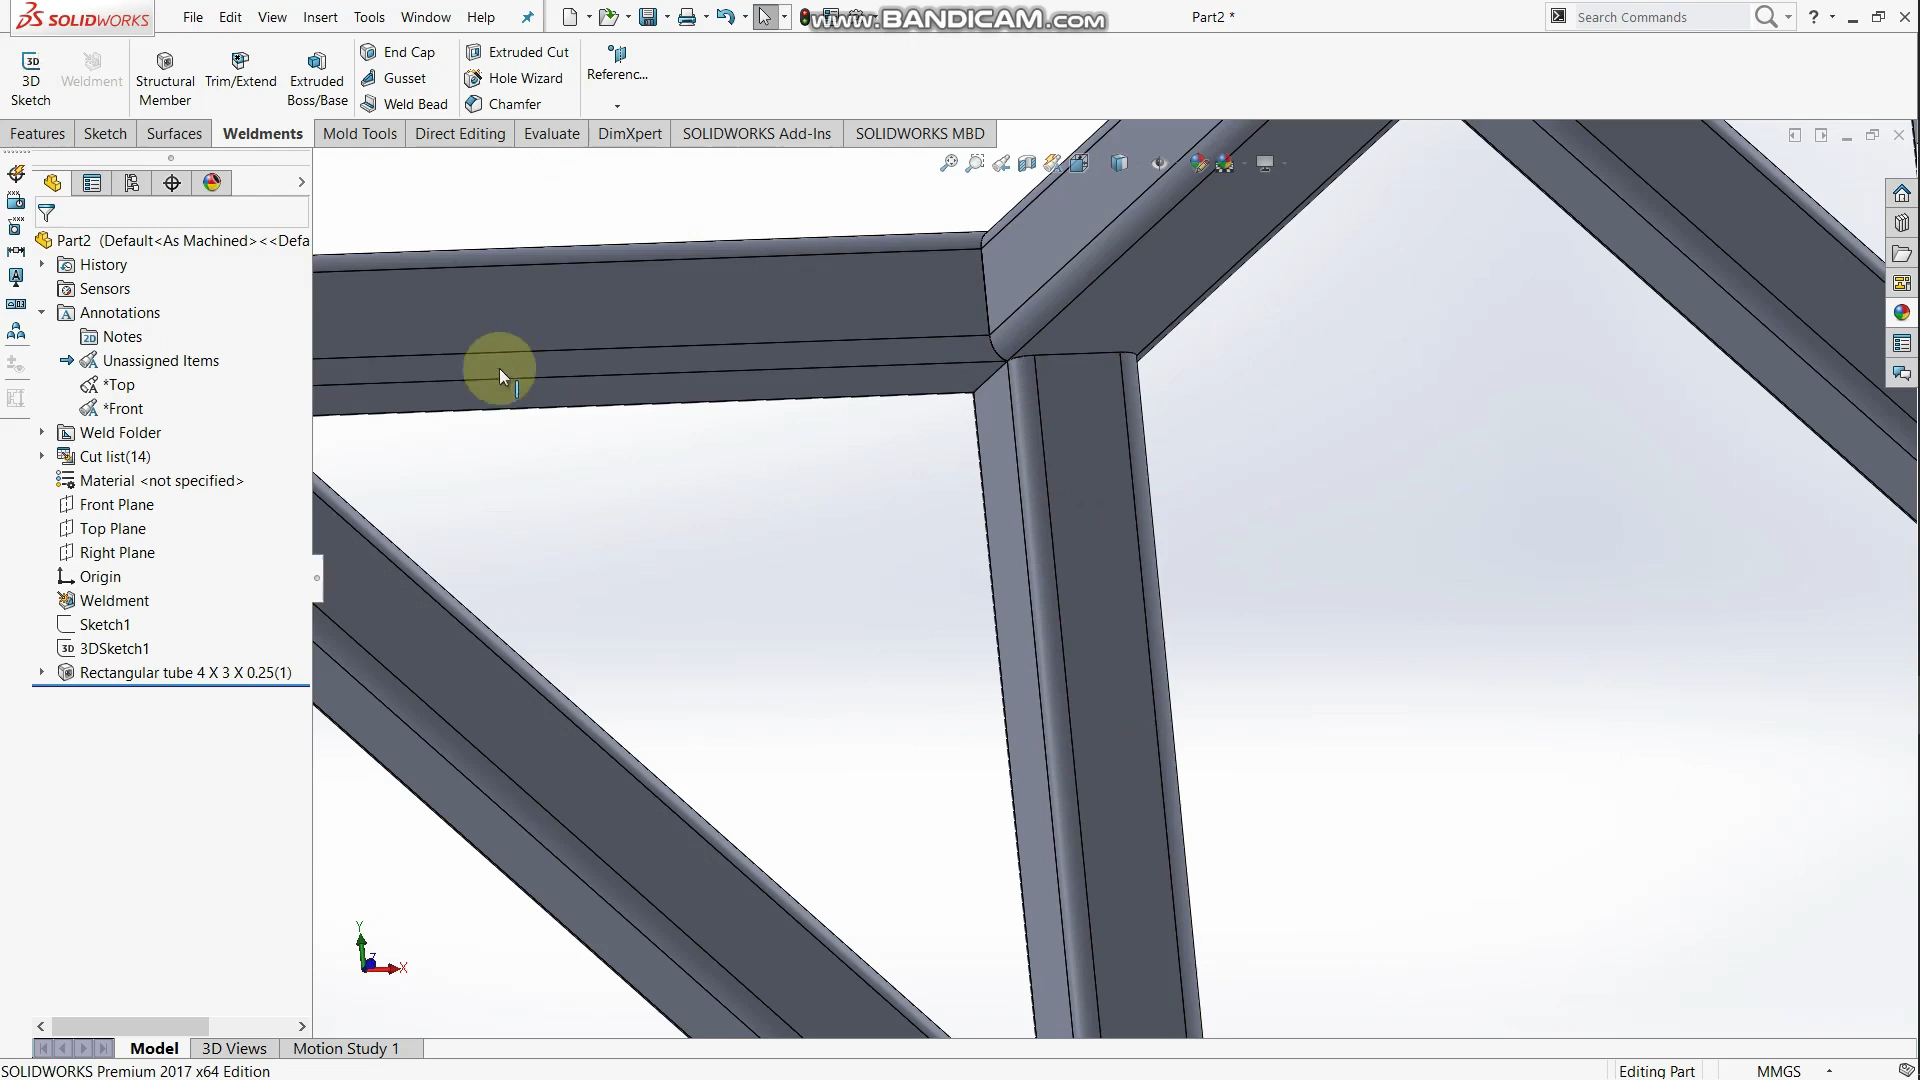 SOLIDWORKS
File Edit View Insert Tools Window Help
www.BANDICAM.com
Part2 *
Search Commands
3D Sketch
Weldment
Structural Member
Trim/Extend
Extruded Boss/Base
End Cap
Gusset
Weld Bead
Extruded Cut
Hole Wizard
Chamfer
Referenc...
Features Sketch Surfaces Weldments Mold Tools Direct Editing Evaluate DimXpert SOLIDWORKS Add-Ins SOLIDWORKS MBD
Part2 (Default<As Machined><<Defa
History
Sensors
Annotations
Notes
Unassigned Items
*Top
*Front
Weld Folder
Cut list(14)
Material <not specified>
Front Plane
Top Plane
Right Plane
Origin
Weldment
Sketch1
3DSketch1
Rectangular tube 4 X 3 X 0.25(1)
Y
Z
X
Model 3D Views Motion Study 1
SOLIDWORKS Premium 2017 x64 Edition
Editing Part
MMGS